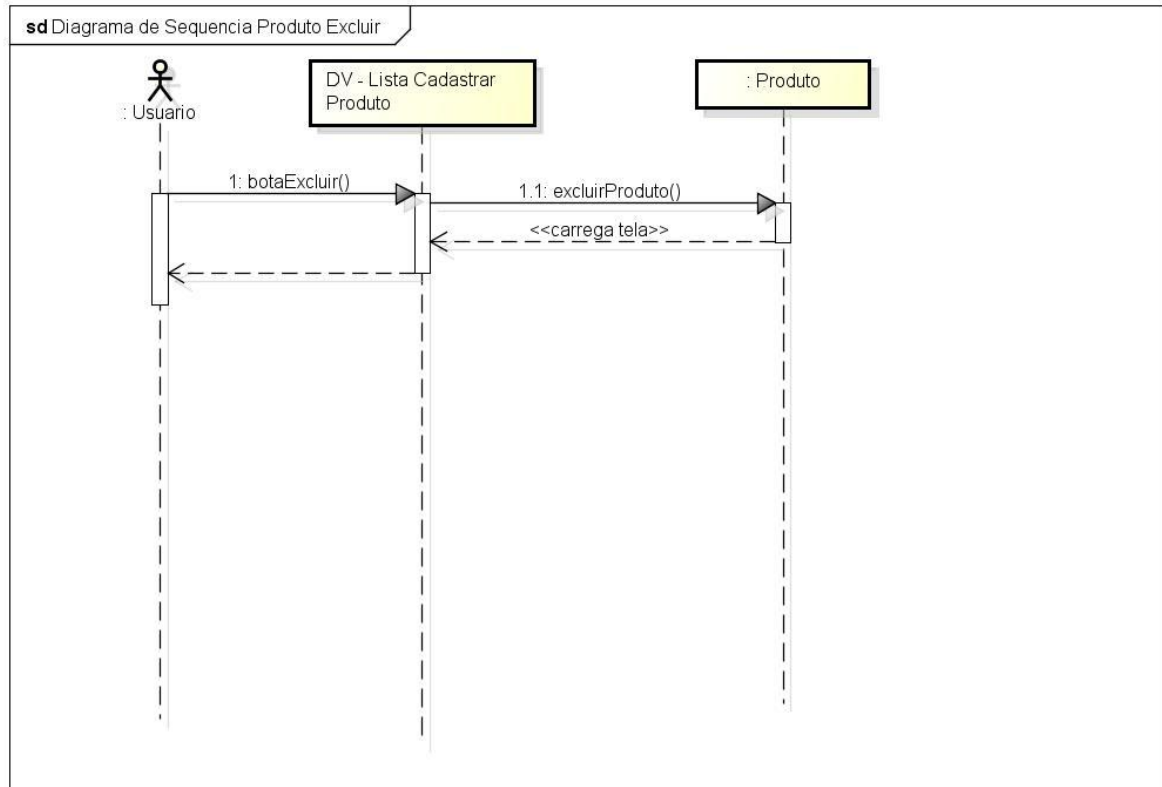 sd Diagrama de Sequencia Produto Excluir
: Usuario
DV - Lista Cadastrar
Produto
: Produto
1: botaExcluir()
1.1: excluirProduto()
<<carrega tela>>